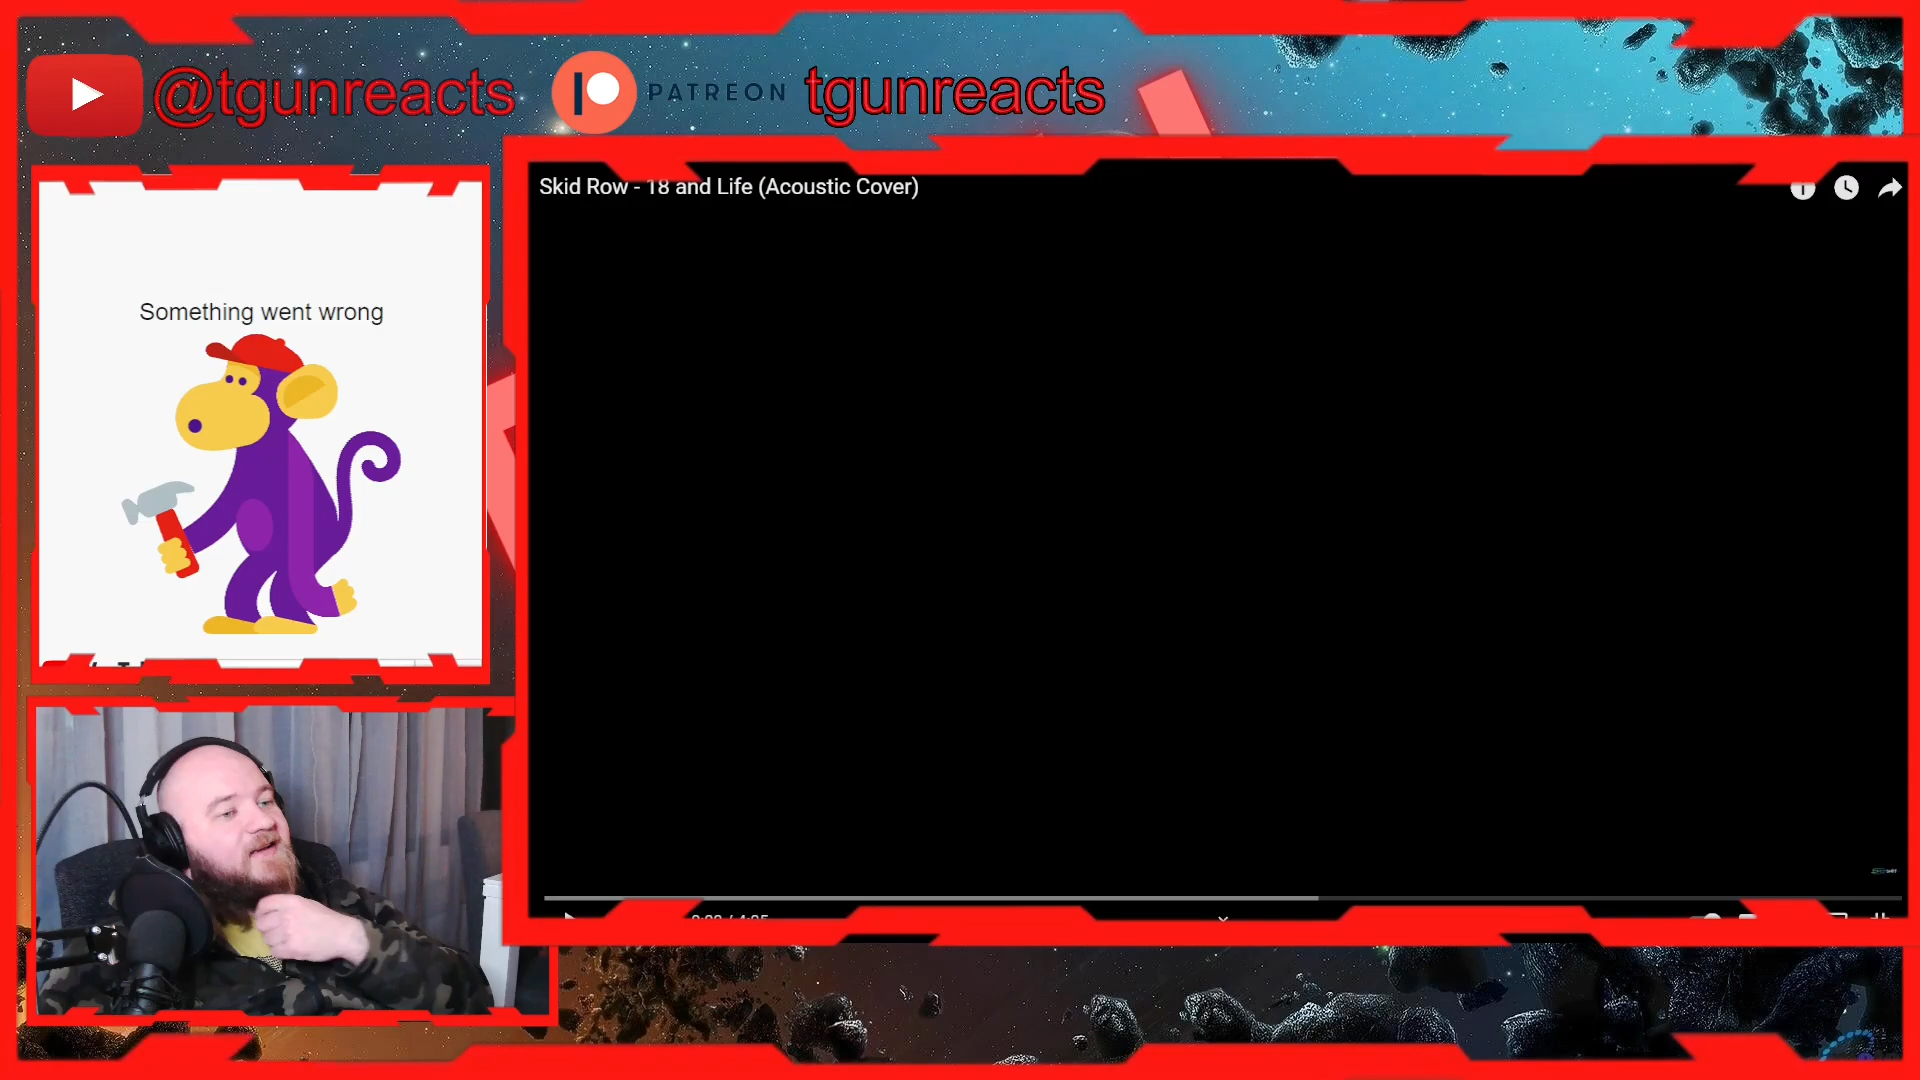 @tgunreacts
PATREON tgunreacts
Skid Row - 18 and Life (Acoustic Cover)
Something went wrong